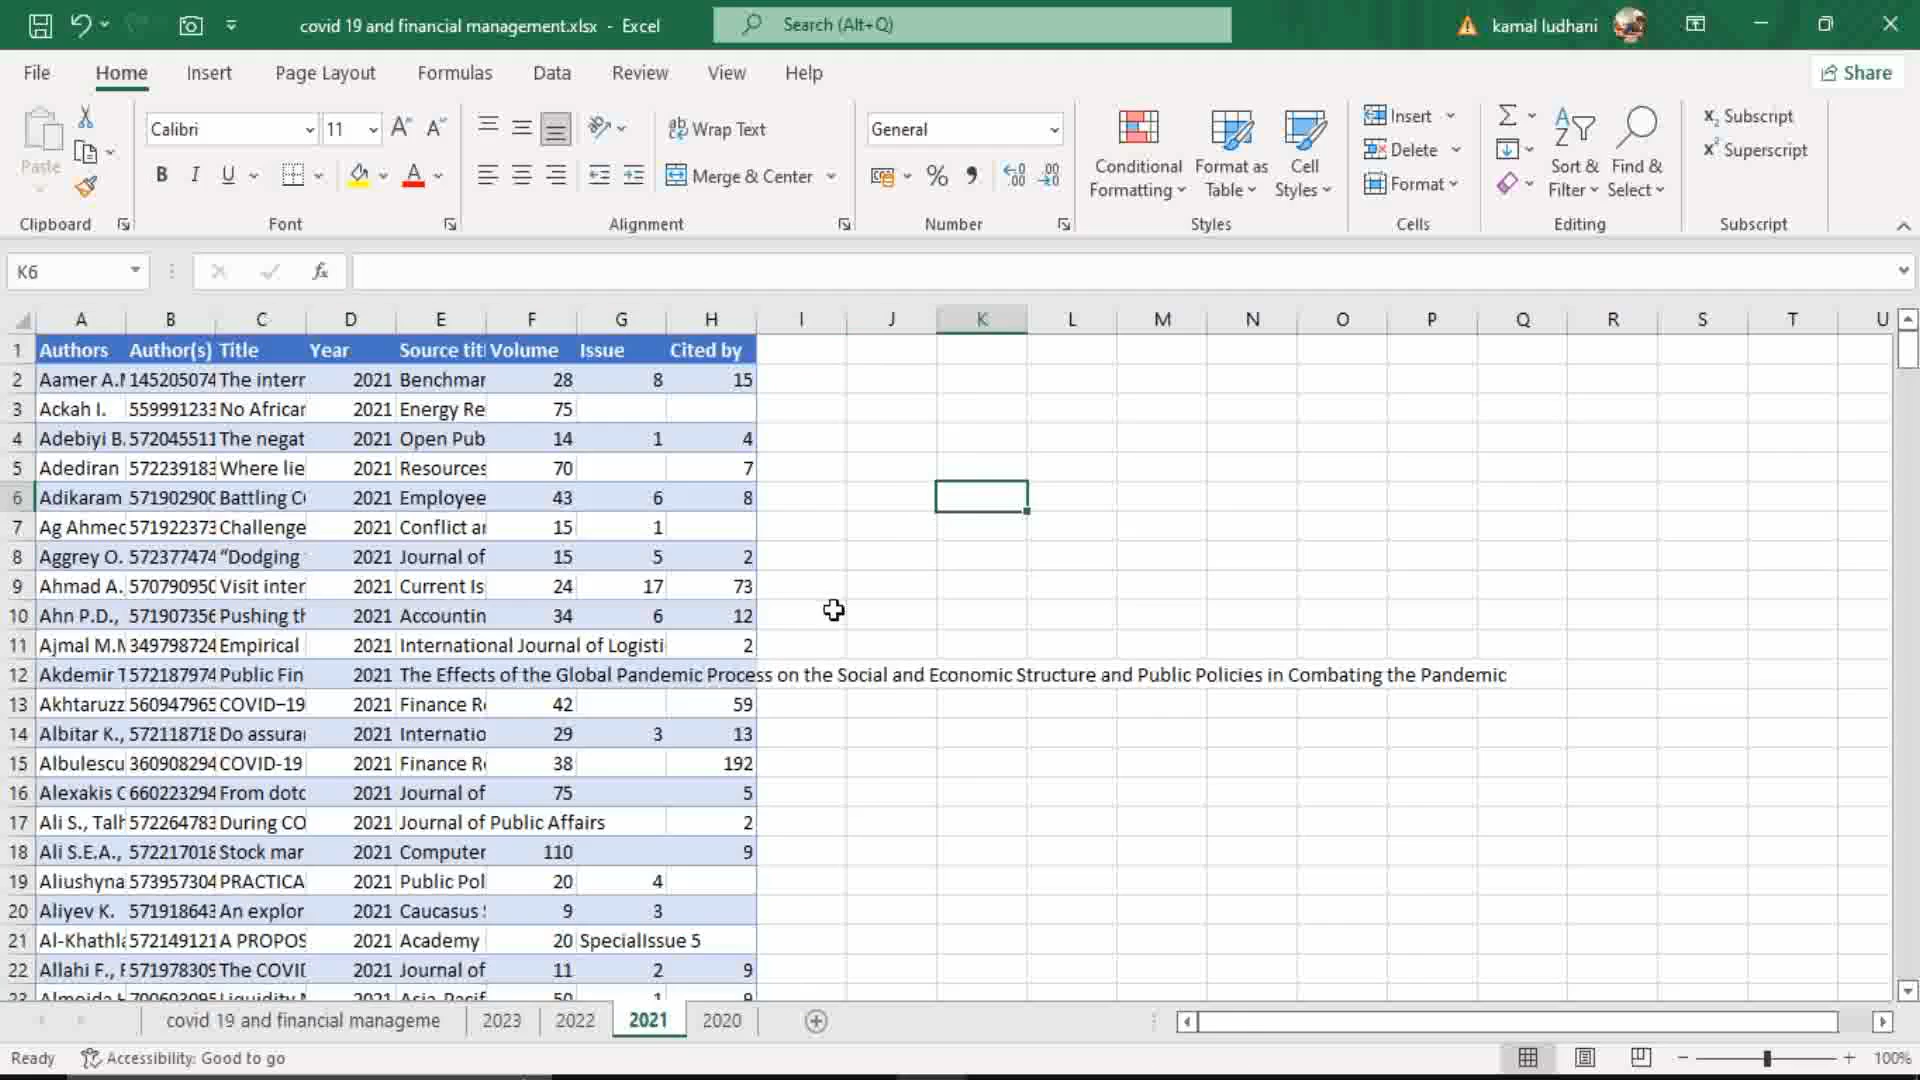 covid 19 and financial management.xlsx - Excel
Search (Alt+Q)
kamal ludhani
File Home Insert Page Layout Formulas Data Review View Help
Share
Paste
Clipboard
Calibri 11
B I U
Font
Wrap Text
Merge & Center
Alignment
General
Number
Conditional Formatting
Format as Table
Cell Styles
Styles
Insert
Delete
Format
Cells
Sort & Filter
Find & Select
Editing
Subscript
Superscript
Subscript
K6
fx
A B C D E F G H I J K L M N O P Q R S T U
1 Authors Author(s) Title Year Source tit Volume Issue Cited by
2 Aamer A. 145205074 The interr 2021 Benchmar 28 8 15
3 Ackah I. 559991233 No Africar 2021 Energy Re 75
4 Adebiyi B. 572045511 The negat 2021 Open Pub 14 1 4
5 Adediran 572239183 Where lie 2021 Resources 70 7
6 Adikaram 571902900 Battling C 2021 Employee 43 6 8
7 Ag Ahmed 571922373 Challenge 2021 Conflict ar 15 1
8 Aggrey O. 572377474 "Dodging 2021 Journal of 15 5 2
9 Ahmad A. 570790950 Visit inter 2021 Current Is 24 17 73
10 Ahn P.D., 571907356 Pushing th 2021 Accountin 34 6 12
11 Ajmal M.M 349798724 Empirical 2021 International Journal of Logisti 2
12 Akdemir T 572187974 Public Fin 2021 The Effects of the Global Pandemic Process on the Social and Economic Structure and Public Policies in Combating the Pandemic
13 Akhtaruzz 560947965 COVID–19 2021 Finance Re 42 59
14 Albitar K., 572118718 Do assurar 2021 Internatio 29 3 13
15 Albulescu 360908294 COVID-19 2021 Finance Re 38 192
16 Alexakis C 660223294 From dotc 2021 Journal of 75 5
17 Ali S., Talh 572264783 During CO 2021 Journal of Public Affairs 2
18 Ali S.E.A., 572217018 Stock mar 2021 Computer 110 9
19 Aliushyna 573957304 PRACTICA 2021 Public Pol 20 4
20 Aliyev K. 571918643 An explor 2021 Caucasus 9 3
21 Al-Khathla 572149121 A PROPOS 2021 Academy 20 SpecialIssue 5
22 Allahi F., 571978309 The COVID 2021 Journal of 11 2 9
covid 19 and financial manageme 2023 2022 2021 2020
Ready Accessibility: Good to go 100%